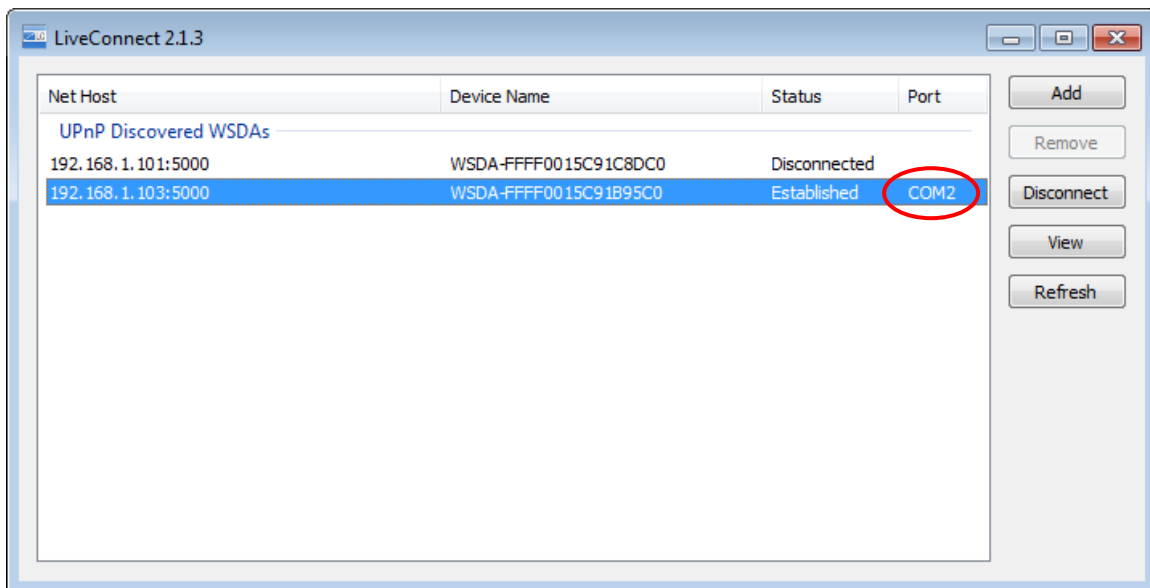 LiveConnect 2.1.3
Net Host Device Name Status Port
UPnP Discovered WSDAs
192.168.1.101:5000 WSDA-FFFF0015C91C8DC0 Disconnected
192.168.1.103:5000 WSDA-FFFF0015C91B95C0 Established COM2
Add
Remove
Disconnect
View
Refresh